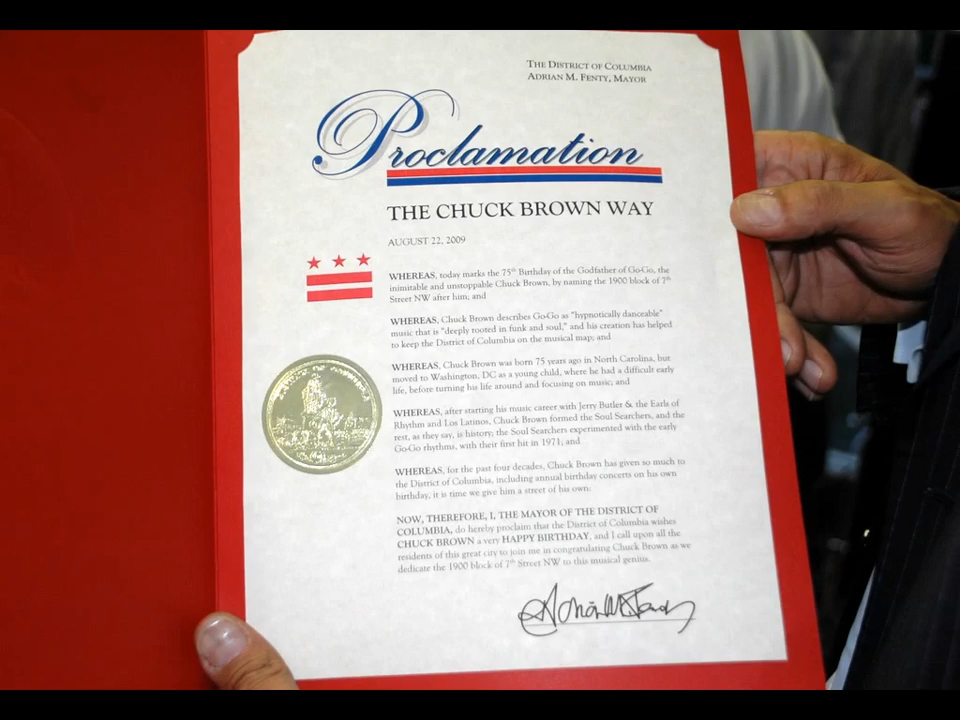 THE DISTRICT OF COLUMBIA
ADRIAN M. FENTY, MAYOR
Proclamation
THE CHUCK BROWN WAY
AUGUST 22, 2009
WHEREAS, today marks the 75th Birthday of the Godfather of Go-Go, the
inimitable and unstoppable Chuck Brown, by naming the 1900 block of 7th
Street NW after him; and
WHEREAS, Chuck Brown describes Go-Go as "hypnotically danceable"
music that is "deeply rooted in funk and soul," and his creation has helped
to keep the District of Columbia on the musical map; and
WHEREAS, Chuck Brown was born 75 years ago in North Carolina, but
moved to Washington, DC as a young child, where he had a difficult early
life, before turning his life around and focusing on music; and
WHEREAS, after starting his music career with Jerry Butler & the Earls of
Rhythm and Los Latinos, Chuck Brown formed the Soul Searchers, and the
rest, as they say, is history; the Soul Searchers experimented with the early
Go-Go rhythms, with their first hit in 1971; and
WHEREAS, for the past four decades, Chuck Brown has given so much to
the District of Columbia, including annual birthday concerts on his own
birthday, it is time we give him a street of his own:
NOW, THEREFORE, I, THE MAYOR OF THE DISTRICT OF
COLUMBIA, do hereby proclaim that the District of Columbia wishes
CHUCK BROWN a very HAPPY BIRTHDAY, and I call upon all the
residents of this great city to join me in congratulating Chuck Brown as we
dedicate the 1900 block of 7th Street NW to this musical genius.